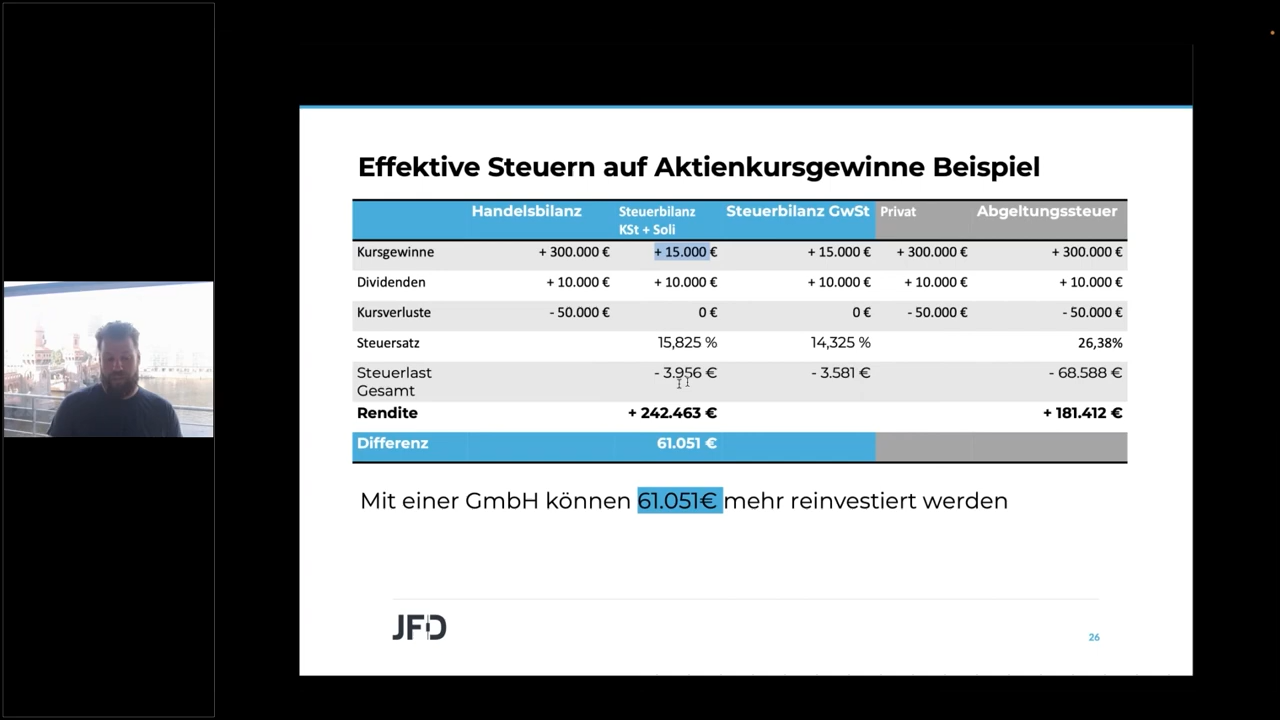 Effektive Steuern auf Aktienkursgewinne Beispiel
Handelsbilanz Steuerbilanz KSt + Soli Steuerbilanz GwSt Privat Abgeltungssteuer
Kursgewinne + 300.000 € + 15.000 € + 15.000 € + 300.000 € + 300.000 €
Dividenden + 10.000 € + 10.000 € + 10.000 € + 10.000 € + 10.000 €
Kursverluste - 50.000 € 0 € 0 € - 50.000 € - 50.000 €
Steuersatz 15,825 % 14,325 % 26,38%
Steuerlast Gesamt - 3.956 € - 3.581 € - 68.588 €
Rendite + 242.463 € + 181.412 €
Differenz 61.051 €
Mit einer GmbH können 61.051€ mehr reinvestiert werden
JFD
26